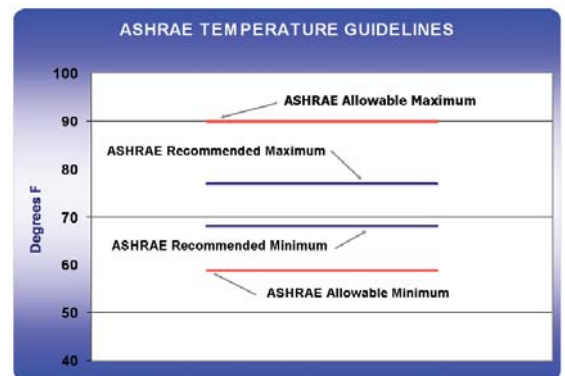 ASHRAE TEMPERATURE GUIDELINES
100
ASHRAE Allowable Maximum
90
ASHRAE Recommended Maximum
80
Degrees F
70
ASHRAE Recommended Minimum
60
ASHRAE Allowable Minimum
50
40